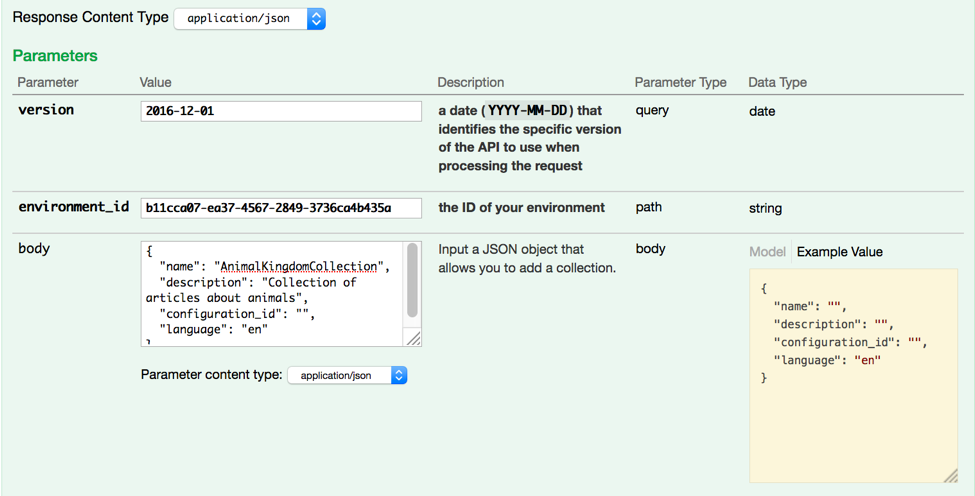 Response Content Type application/json
Parameters
Parameter Value Description Parameter Type Data Type
version 2016-12-01 a date (YYYY-MM-DD) that query date
identifies the specific version
of the API to use when
processing the request
environment_id b11cca07-ea37-4567-2849-3736ca4b435a the ID of your environment path string
body { Input a JSON object that body Model Example Value
"name": "AnimalKingdomCollection", allows you to add a collection.
"description": "Collection of
articles about animals",
"configuration_id": "",
"language": "en"
}
{
"name": "",
"description": "",
"configuration_id": "",
"language": "en"
}
Parameter content type: application/json